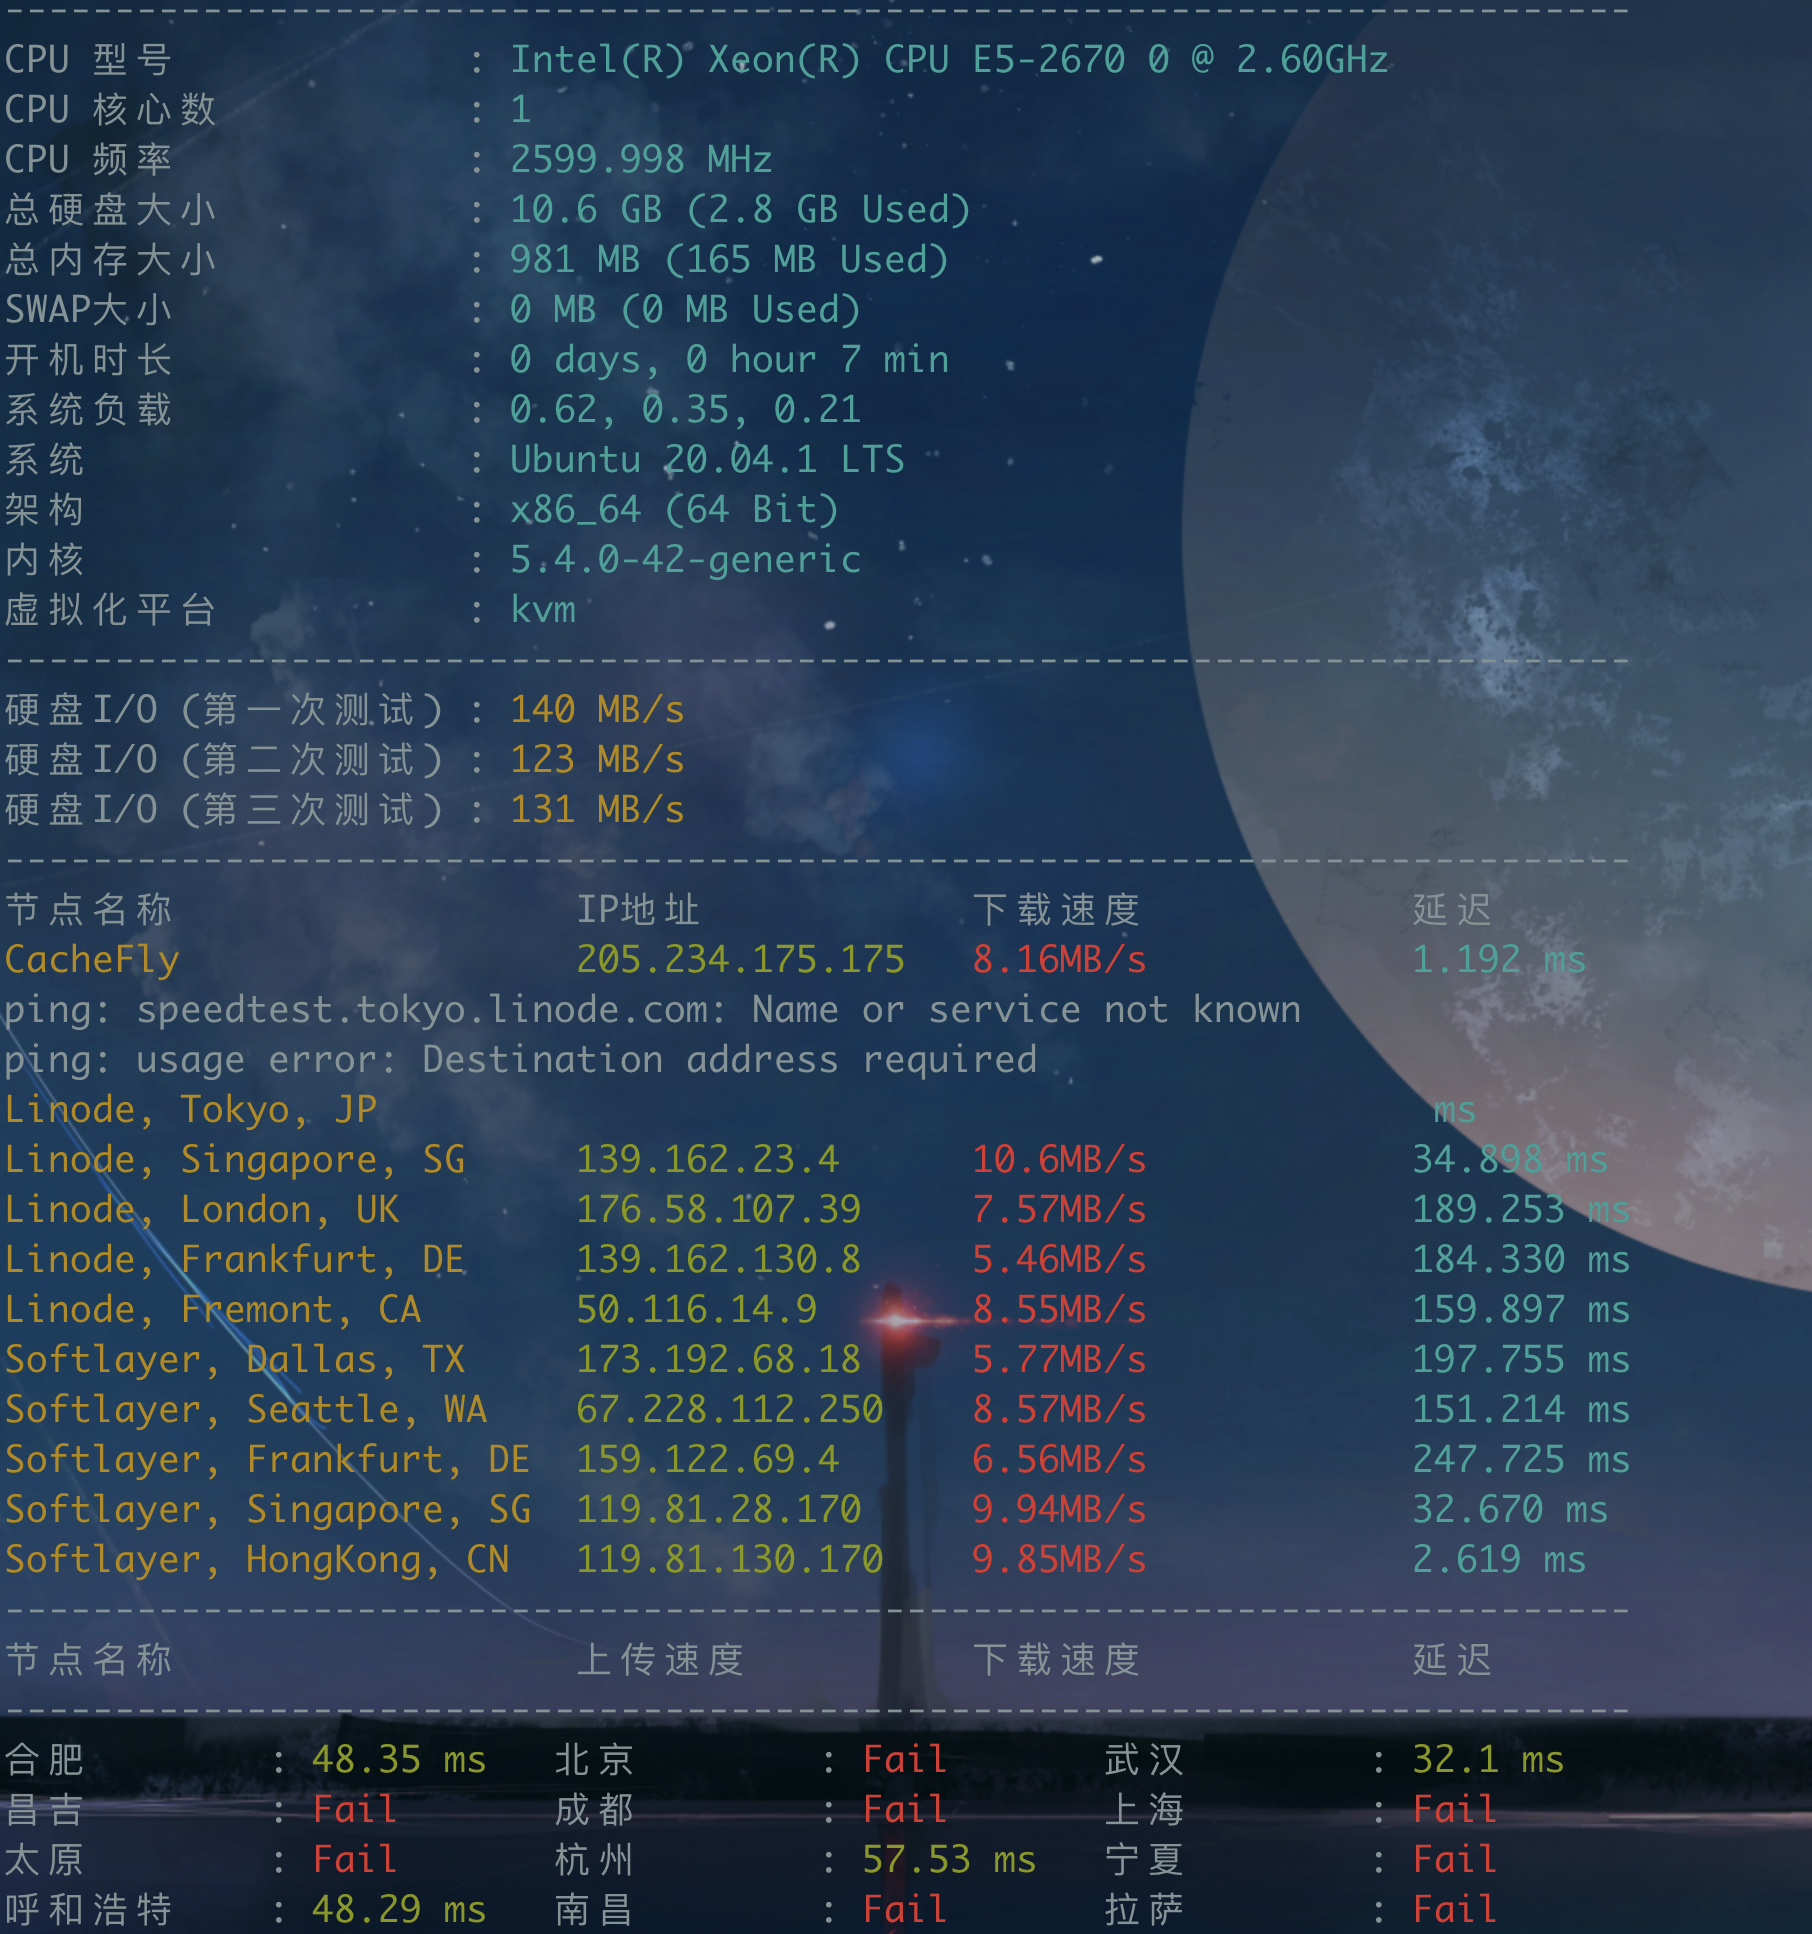 --------------------------------------------------------------------------
CPU 型号 : Intel(R) Xeon(R) CPU E5-2670 0 @ 2.60GHz
CPU 核心数 : 1
CPU 频率 : 2599.998 MHz
总硬盘大小 : 10.6 GB (2.8 GB Used)
总内存大小 : 981 MB (165 MB Used)
SWAP大小 : 0 MB (0 MB Used)
开机时长 : 0 days, 0 hour 7 min
系统负载 : 0.62, 0.35, 0.21
系统 : Ubuntu 20.04.1 LTS
架构 : x86_64 (64 Bit)
内核 : 5.4.0-42-generic
虚拟化平台 : kvm
--------------------------------------------------------------------------
硬盘I/O (第一次测试) : 140 MB/s
硬盘I/O (第二次测试) : 123 MB/s
硬盘I/O (第三次测试) : 131 MB/s
--------------------------------------------------------------------------
节点名称 IP地址 下载速度 延迟
CacheFly 205.234.175.175 8.16MB/s 1.192 ms
ping: speedtest.tokyo.linode.com: Name or service not known
ping: usage error: Destination address required
Linode, Tokyo, JP ms
Linode, Singapore, SG 139.162.23.4 10.6MB/s 34.898 ms
Linode, London, UK 176.58.107.39 7.57MB/s 189.253 ms
Linode, Frankfurt, DE 139.162.130.8 5.46MB/s 184.330 ms
Linode, Fremont, CA 50.116.14.9 8.55MB/s 159.897 ms
Softlayer, Dallas, TX 173.192.68.18 5.77MB/s 197.755 ms
Softlayer, Seattle, WA 67.228.112.250 8.57MB/s 151.214 ms
Softlayer, Frankfurt, DE 159.122.69.4 6.56MB/s 247.725 ms
Softlayer, Singapore, SG 119.81.28.170 9.94MB/s 32.670 ms
Softlayer, HongKong, CN 119.81.130.170 9.85MB/s 2.619 ms
--------------------------------------------------------------------------
节点名称 上传速度 下载速度 延迟
--------------------------------------------------------------------------
合肥 : 48.35 ms 北京 : Fail 武汉 : 32.1 ms
昌吉 : Fail 成都 : Fail 上海 : Fail
太原 : Fail 杭州 : 57.53 ms 宁夏 : Fail
呼和浩特 : 48.29 ms 南昌 : Fail 拉萨 : Fail